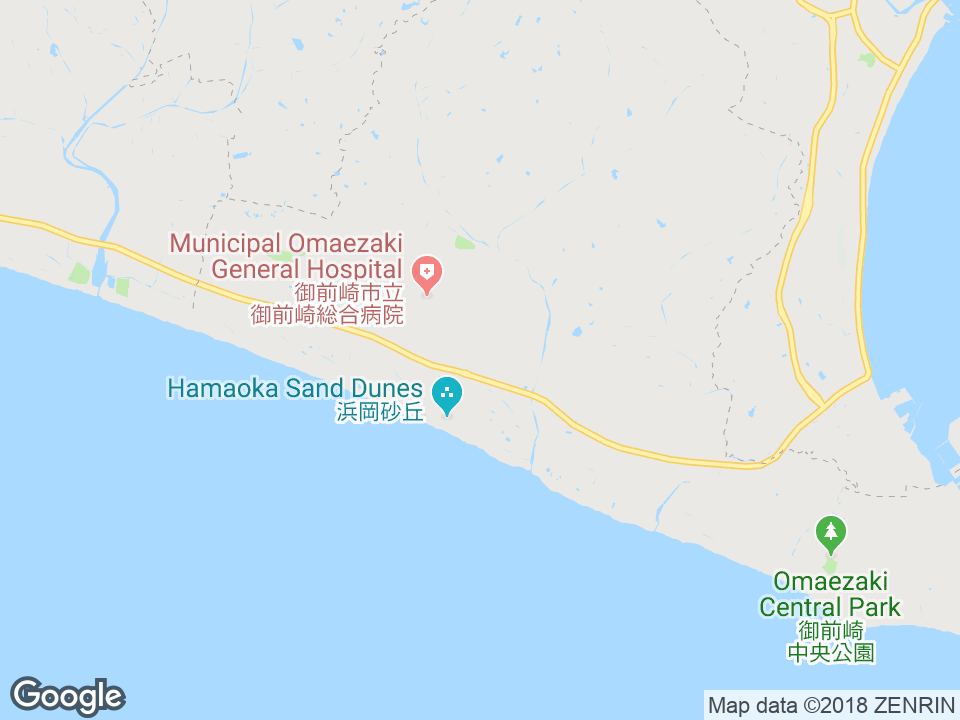 Municipal Omaezaki
General Hospital
御前崎市立
御前崎総合病院
Hamaoka Sand Dunes
浜岡砂丘
Omaezaki
Central Park
御前崎
中央公園
Google
Map data ©2018 ZENRIN